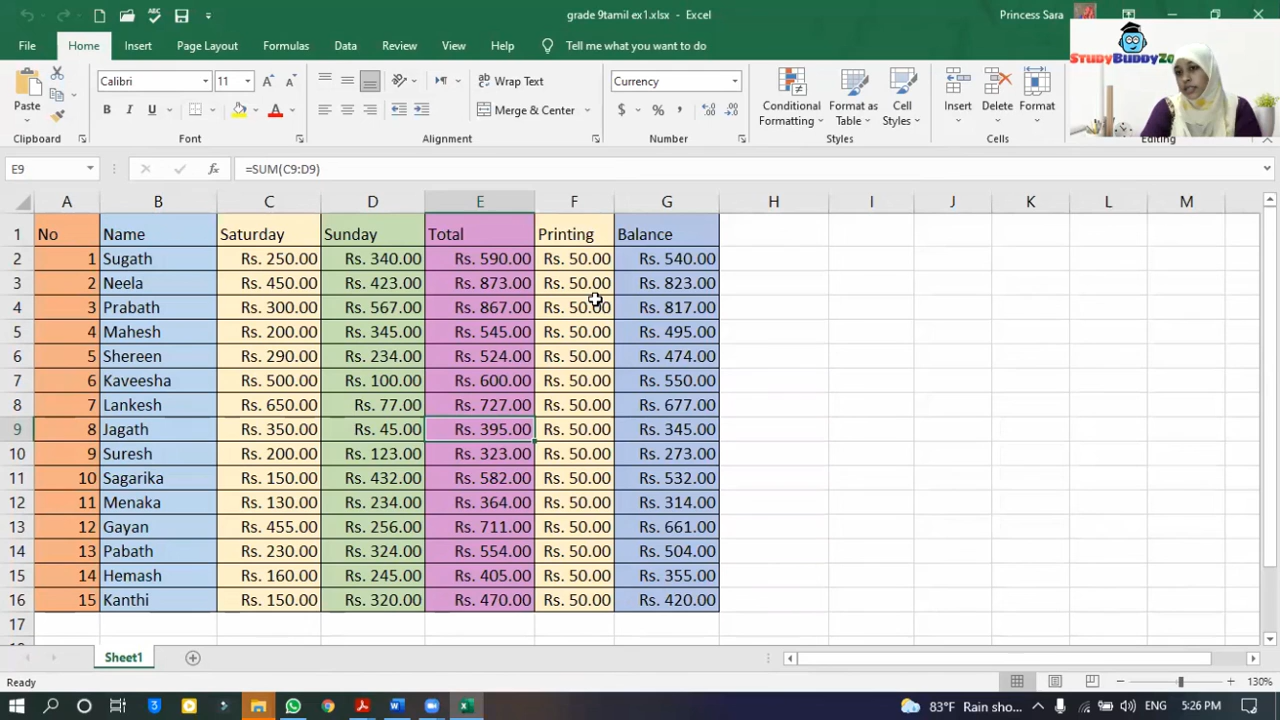 grade 9tamil ex1.xlsx - Excel
Princess Sara
File Home Insert Page Layout Formulas Data Review View Help Tell me what you want to do
StudyBuddyZo
Paste
Calibri 11
Wrap Text
Merge & Center
Currency
Conditional Formatting
Format as Table
Cell Styles
Insert Delete Format
Clipboard Font Alignment Number Styles Cells Editing
E9 fx =SUM(C9:D9)
A B C D E F G H I J K L M
1 No Name Saturday Sunday Total Printing Balance
2 1 Sugath Rs. 250.00 Rs. 340.00 Rs. 590.00 Rs. 50.00 Rs. 540.00
3 2 Neela Rs. 450.00 Rs. 423.00 Rs. 873.00 Rs. 50.00 Rs. 823.00
4 3 Prabath Rs. 300.00 Rs. 567.00 Rs. 867.00 Rs. 50.00 Rs. 817.00
5 4 Mahesh Rs. 200.00 Rs. 345.00 Rs. 545.00 Rs. 50.00 Rs. 495.00
6 5 Shereen Rs. 290.00 Rs. 234.00 Rs. 524.00 Rs. 50.00 Rs. 474.00
7 6 Kaveesha Rs. 500.00 Rs. 100.00 Rs. 600.00 Rs. 50.00 Rs. 550.00
8 7 Lankesh Rs. 650.00 Rs. 77.00 Rs. 727.00 Rs. 50.00 Rs. 677.00
9 8 Jagath Rs. 350.00 Rs. 45.00 Rs. 395.00 Rs. 50.00 Rs. 345.00
10 9 Suresh Rs. 200.00 Rs. 123.00 Rs. 323.00 Rs. 50.00 Rs. 273.00
11 10 Sagarika Rs. 150.00 Rs. 432.00 Rs. 582.00 Rs. 50.00 Rs. 532.00
12 11 Menaka Rs. 130.00 Rs. 234.00 Rs. 364.00 Rs. 50.00 Rs. 314.00
13 12 Gayan Rs. 455.00 Rs. 256.00 Rs. 711.00 Rs. 50.00 Rs. 661.00
14 13 Pabath Rs. 230.00 Rs. 324.00 Rs. 554.00 Rs. 50.00 Rs. 504.00
15 14 Hemash Rs. 160.00 Rs. 245.00 Rs. 405.00 Rs. 50.00 Rs. 355.00
16 15 Kanthi Rs. 150.00 Rs. 320.00 Rs. 470.00 Rs. 50.00 Rs. 420.00
17
Sheet1
Ready
130%
83°F Rain sho... 5:26 PM